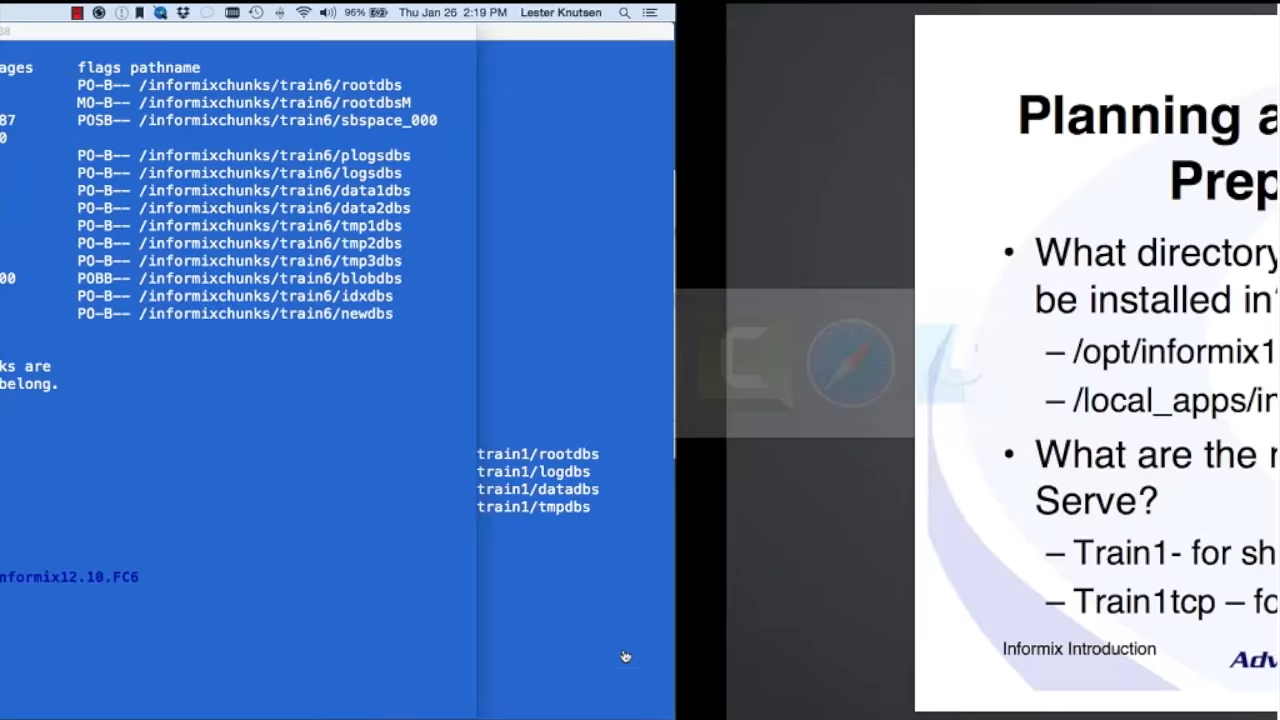 96% Thu Jan 26 2:19 PM Lester Knutsen
ages flags pathname
PO-B-- /informixchunks/train6/rootdbs
MO-B-- /informixchunks/train6/rootdbsM
87 POSB-- /informixchunks/train6/sbspace_000
0
PO-B-- /informixchunks/train6/plogsdbs
PO-B-- /informixchunks/train6/logsdbs
PO-B-- /informixchunks/train6/data1dbs
PO-B-- /informixchunks/train6/data2dbs
PO-B-- /informixchunks/train6/tmp1dbs
PO-B-- /informixchunks/train6/tmp2dbs
PO-B-- /informixchunks/train6/tmp3dbs
00 POBB-- /informixchunks/train6/blobdbs
PO-B-- /informixchunks/train6/idxdbs
PO-B-- /informixchunks/train6/newdbs
ks are
belong.
train1/rootdbs
train1/logdbs
train1/datadbs
train1/tmpdbs
nformix12.10.FC6
Planning a
Prep
• What directory
be installed in
– /opt/informix1
– /local_apps/in
• What are the
Serve?
– Train1- for sh
– Train1tcp – fo
Informix Introduction
Adv